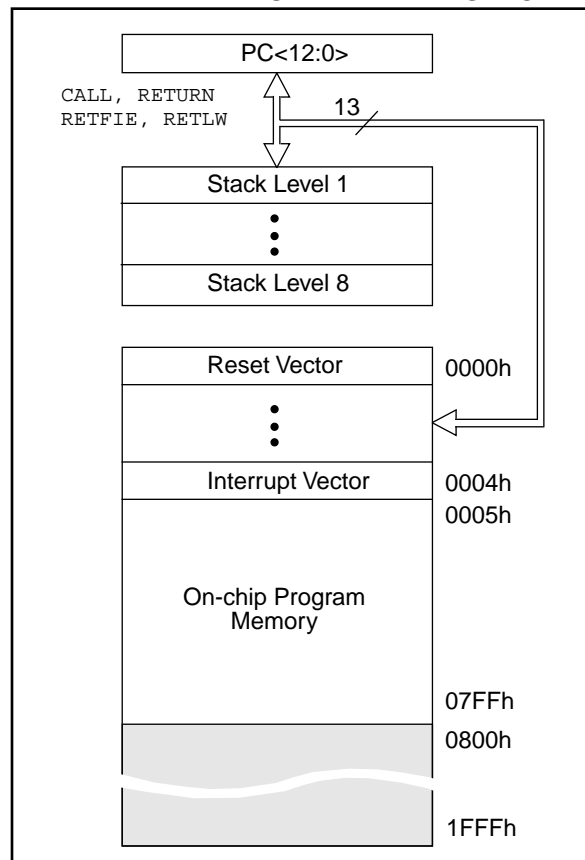 PC<12:0>
CALL, RETURN
RETFIE, RETLW
13
Stack Level 1
Stack Level 8
Reset Vector
0000h
Interrupt Vector
0004h
0005h
On-chip Program
Memory
07FFh
0800h
1FFFh